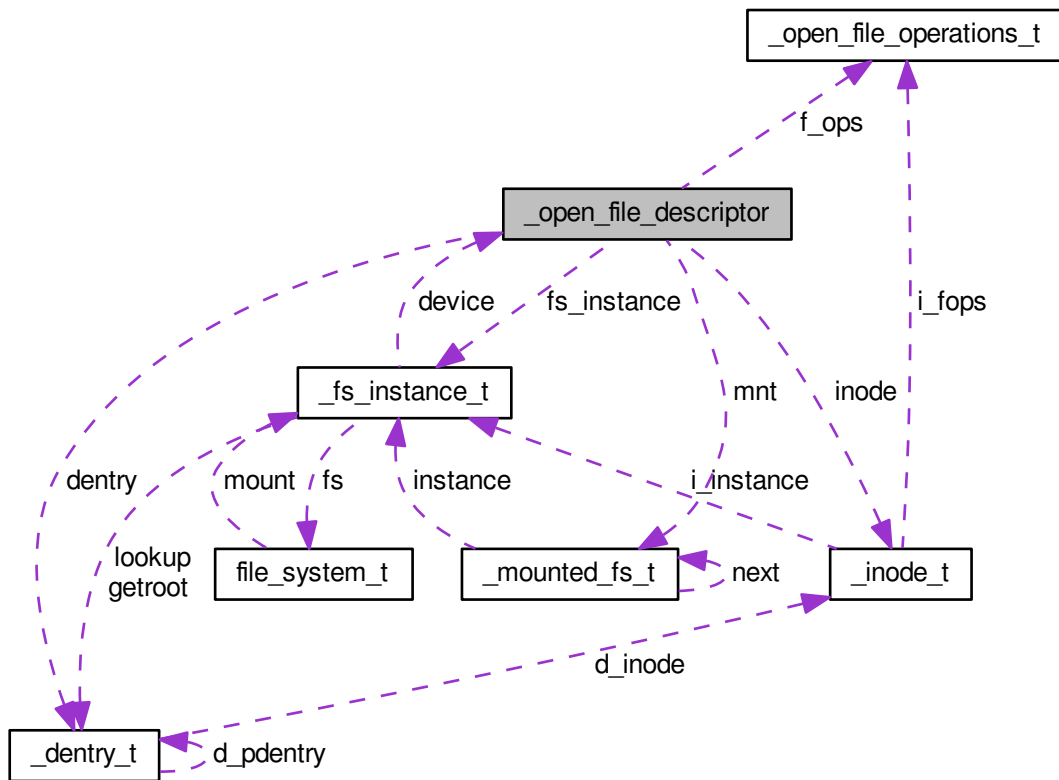 _open_file_operations_t
f_ops
_open_file_descriptor
device
fs_instance
i_fops
_fs_instance_t
mnt
inode
dentry
mount
fs
instance
i_instance
lookup
getroot
file_system_t
_mounted_fs_t
next
_inode_t
d_inode
_dentry_t
d_pdentry